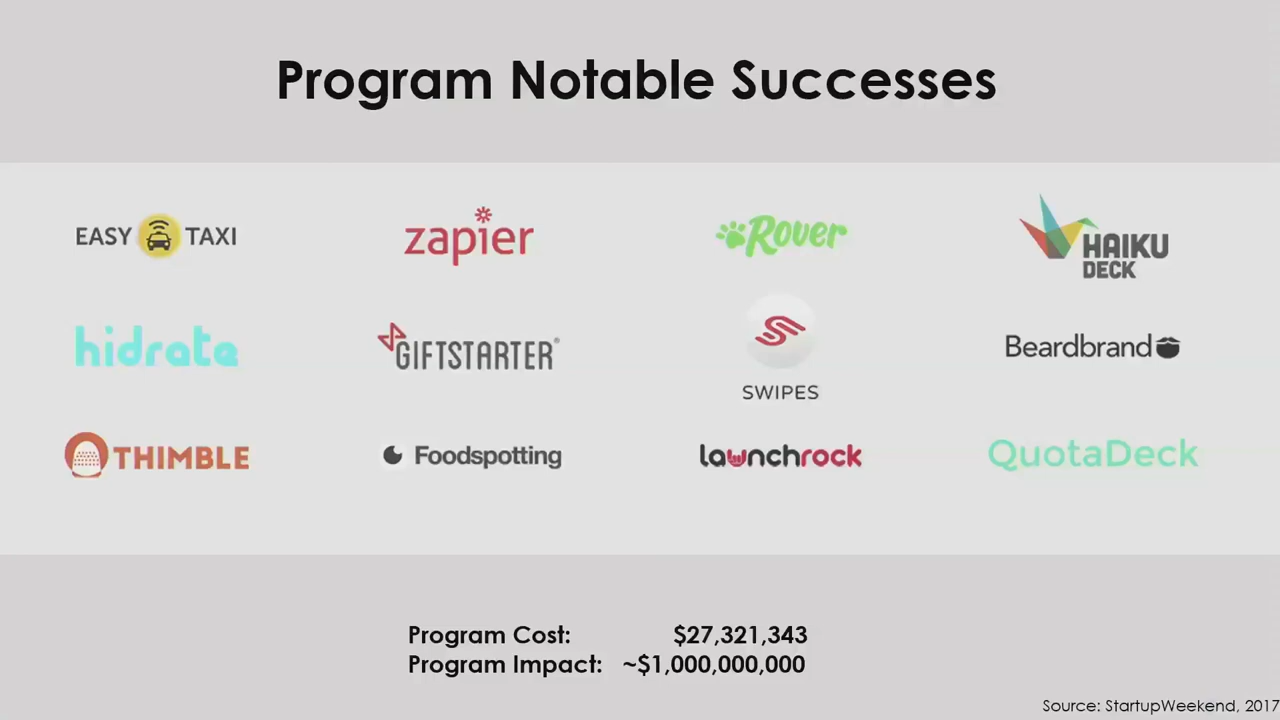 Program Notable Successes
EASY TAXI
zapier
Rover
HAIKU DECK
hidrate
GIFTSTARTER®
SWIPES
Beardbrand
THIMBLE
Foodspotting
launchrock
QuotaDeck
Program Cost: $27,321,343
Program Impact: ~$1,000,000,000
Source: StartupWeekend, 2017